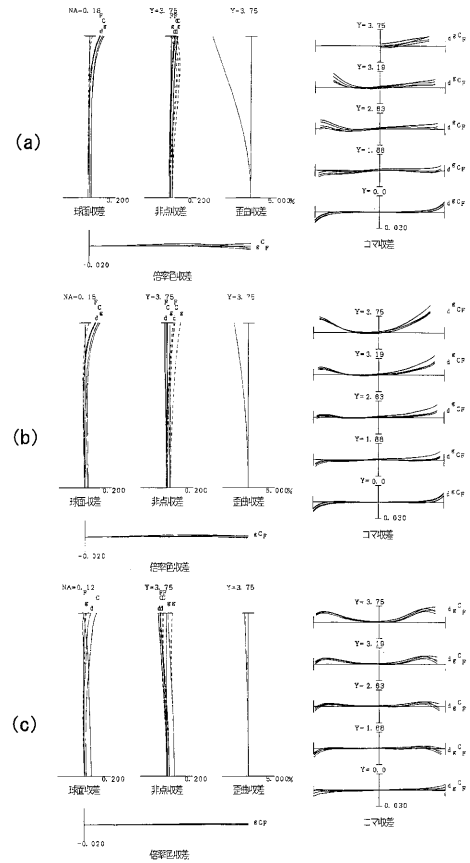 (a)
NA=0.16
F
C
g
d
0.200
球面収差
Y=3.75
0.200
非点収差
Y=3.75
5.000%
歪曲収差
-0.020
g C F
倍率色収差
Y=3.75
d g C F
Y=3.19
d g C F
Y=2.63
d g C F
Y=1.88
d g C F
Y=0.0
d g C F
0.030
コマ収差
(b)
NA=0.15
F
C
g
d
0.200
球面収差
Y=3.75
0.200
非点収差
Y=3.75
5.000%
歪曲収差
-0.020
g C F
倍率色収差
Y=3.75
d g C F
Y=3.19
d g C F
Y=2.63
d g C F
Y=1.88
d g C F
Y=0.0
d g C F
0.030
コマ収差
(c)
NA=0.12
F
g C
d
0.200
球面収差
Y=3.75
0.200
非点収差
Y=3.75
5.000%
歪曲収差
-0.020
g C F
倍率色収差
Y=3.75
d g C F
Y=3.19
d g C F
Y=2.63
d g C F
Y=1.88
d g C F
Y=0.0
d g C F
0.030
コマ収差